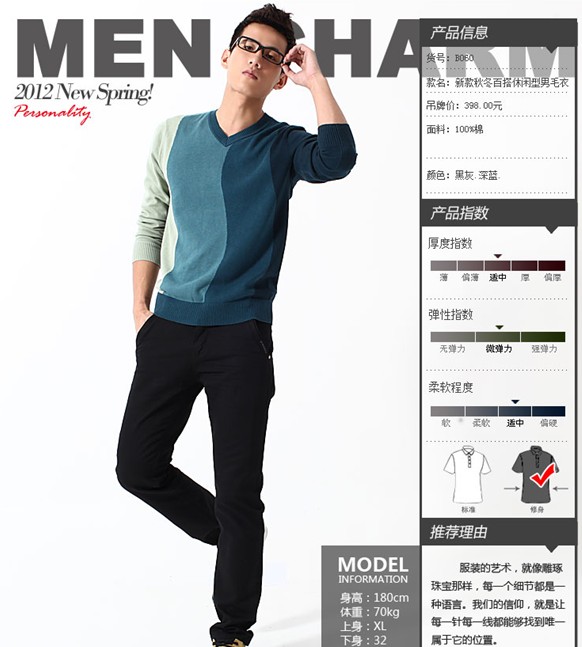 MEN CHARM
2012 New Spring!
Personality
产品信息
货号：B060
款名：新款秋冬百搭休闲型男毛衣
吊牌价：398.00元
面料：100%棉
颜色：黑灰 深蓝
产品指数
厚度指数
薄 偏薄 适中 厚 偏厚
弹性指数
无弹力 微弹力 强弹力
柔软程度
软 柔软 适中 偏硬
标准 修身
推荐理由
服装的艺术，就像雕琢
珠宝那样，每一个细节都是一
种语言。我们的信仰，就是让
每一针每一线都能够找到唯一
属于它的位置。
MODEL
INFORMATION
身高：180cm
体重：70kg
上身：XL
下身：32